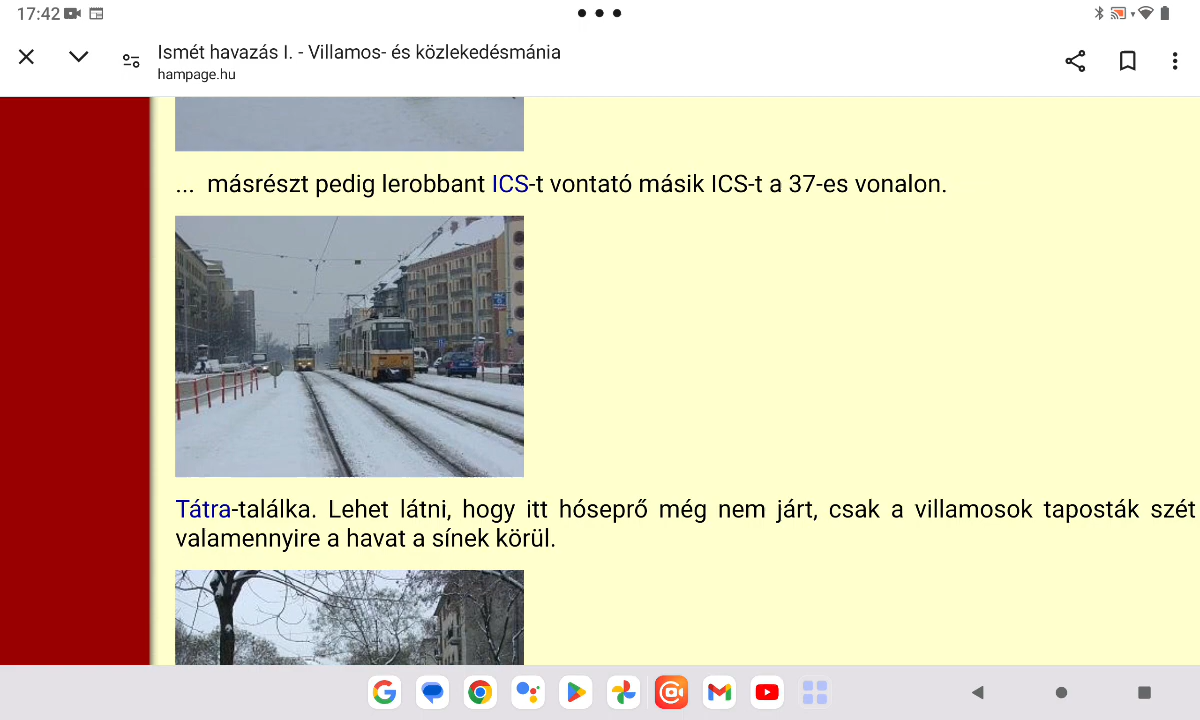 17:42
Ismét havazás I. - Villamos- és közlekedésmánia
hampage.hu
... másrészt pedig lerobbant ICS-t vontató másik ICS-t a 37-es vonalon.
Tátra-találka. Lehet látni, hogy itt hóseprő még nem járt, csak a villamosok taposták szét
valamennyire a havat a sínek körül.